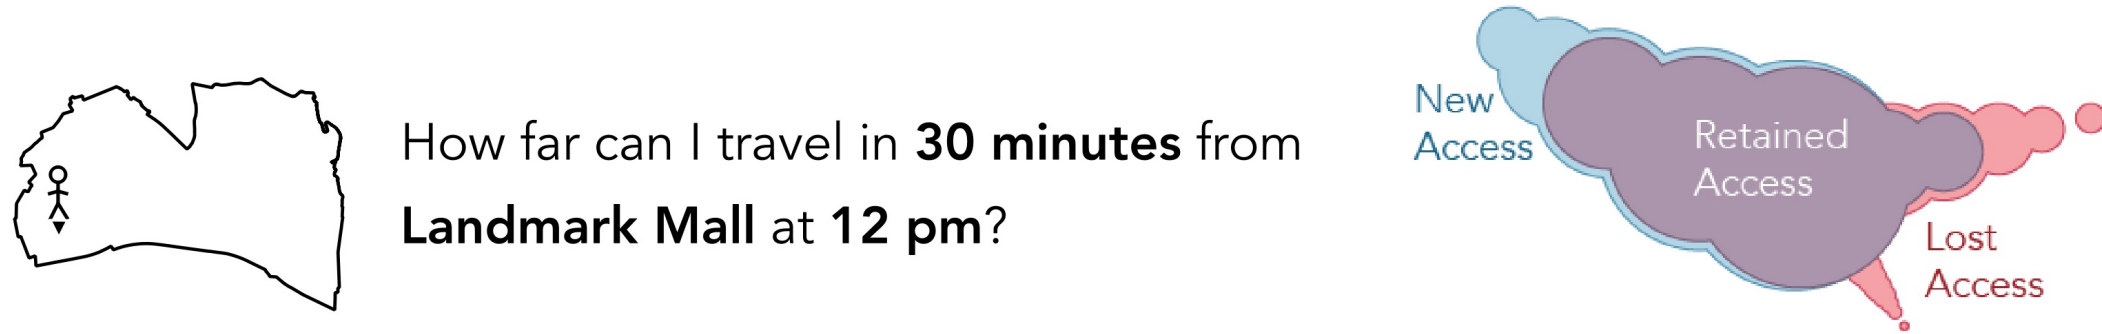 How far can I travel in 30 minutes from
Landmark Mall at 12 pm?
New
Access
Retained
Access
Lost
Access